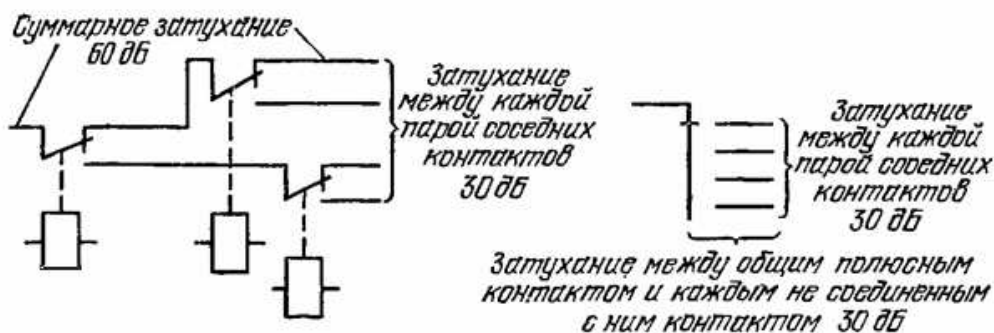 Суммарное затухание
60 дБ
Затухание
между каждой
парой соседних
контактов
30 дБ
Затухание
между каждой
парой соседних
контактов
30 дБ
Затухание между общим полюсным
контактом и каждым не соединенным
с ним контактом 30 дБ